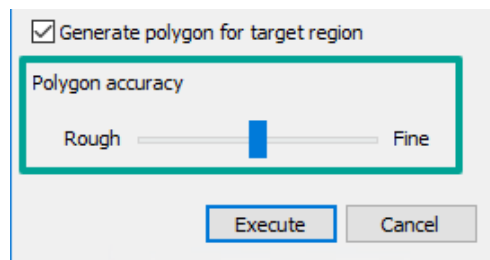 Generate polygon for target region
Polygon accuracy
Rough Fine
Execute Cancel